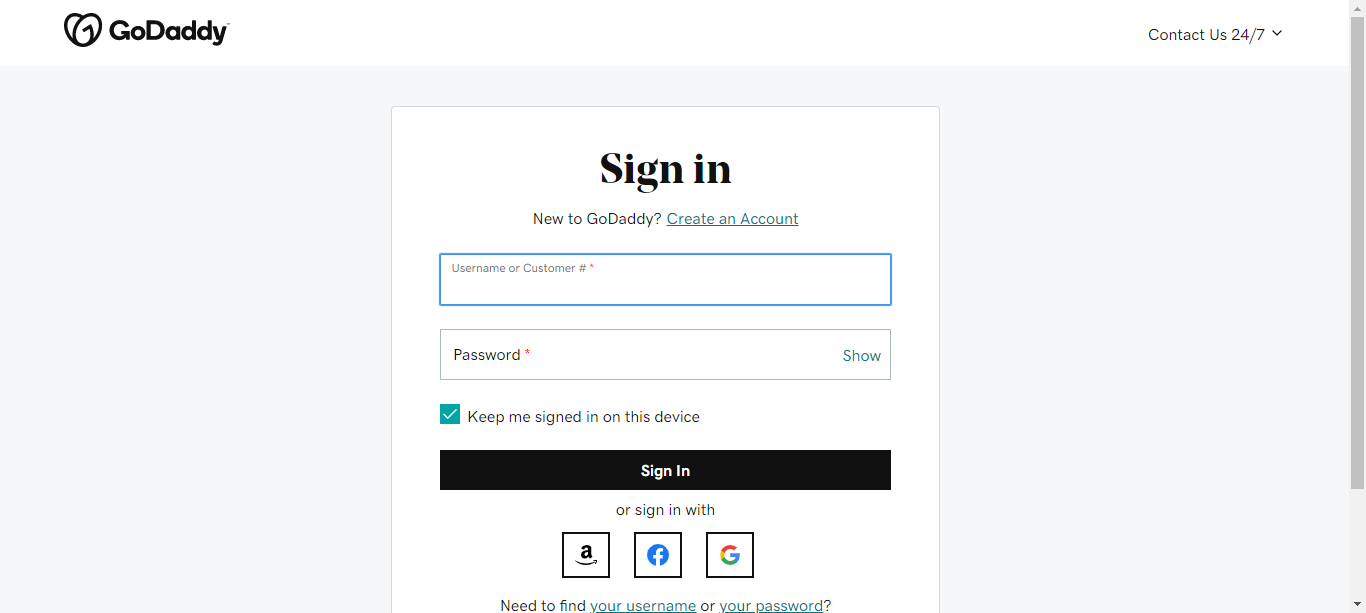 GoDaddy
Contact Us 24/7
Sign in
New to GoDaddy? Create an Account
Username or Customer # *
Password *
Show
Keep me signed in on this device
Sign In
or sign in with
Need to find your username or your password?